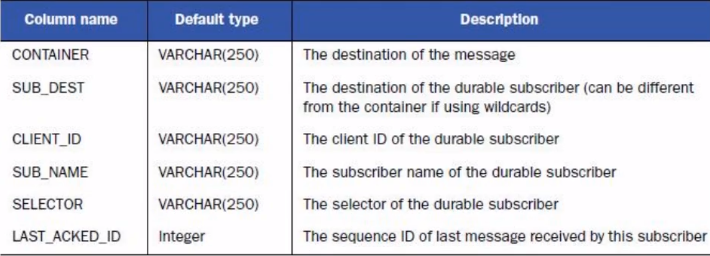 Column name Default type Description
CONTAINER VARCHAR(250) The destination of the message
SUB_DEST VARCHAR(250) The destination of the durable subscriber (can be different
from the container if using wildcards)
CLIENT_ID VARCHAR(250) The client ID of the durable subscriber
SUB_NAME VARCHAR(250) The subscriber name of the durable subscriber
SELECTOR VARCHAR(250) The selector of the durable subscriber
LAST_ACKED_ID Integer The sequence ID of last message received by this subscriber